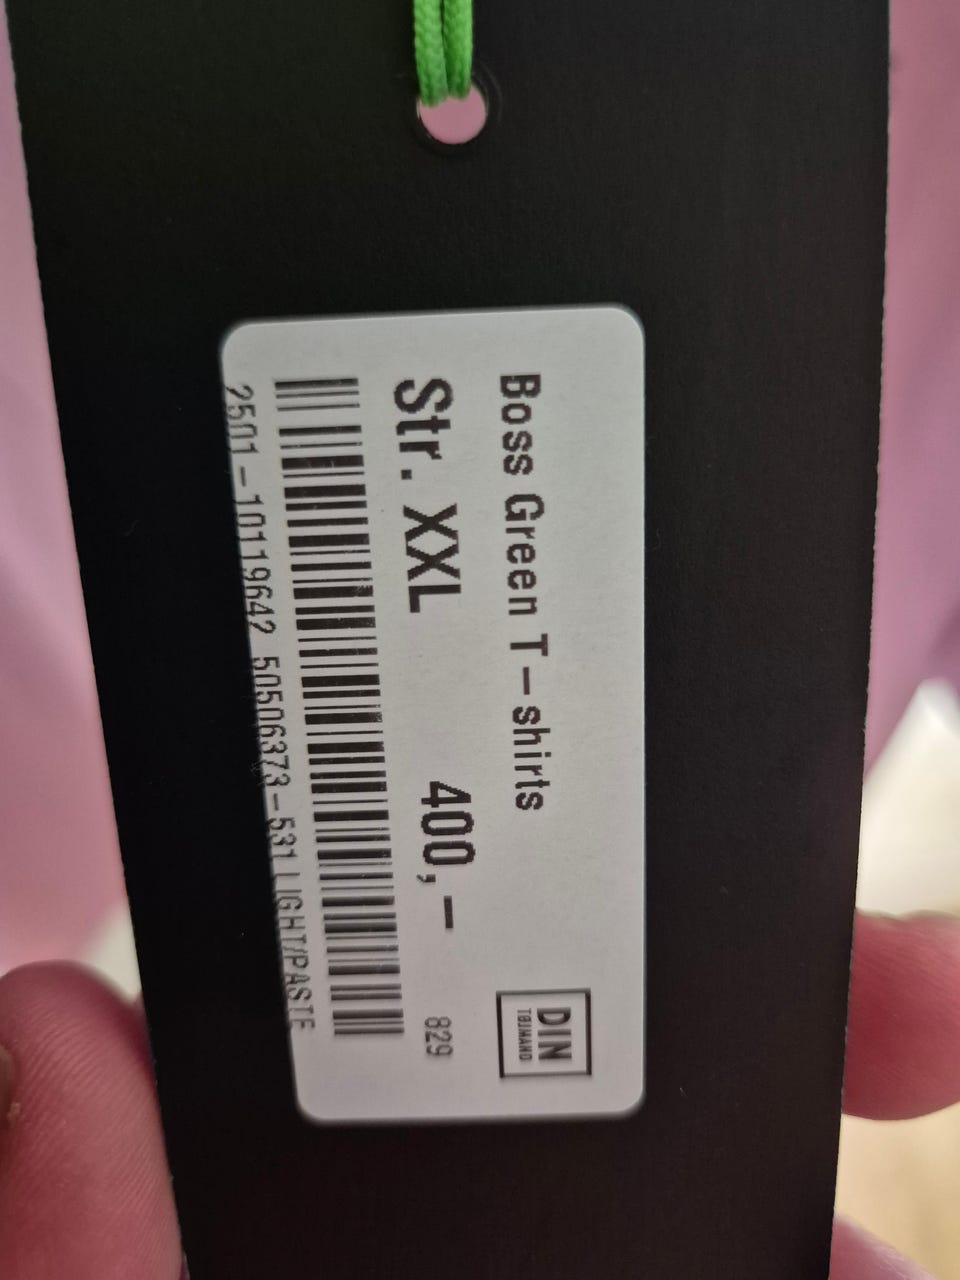 Boss Green T-shirts
DIN
TØJMAND
Str. XXL 400,- 829
2501-10119642 50506373-531 LIGHT/PASTE